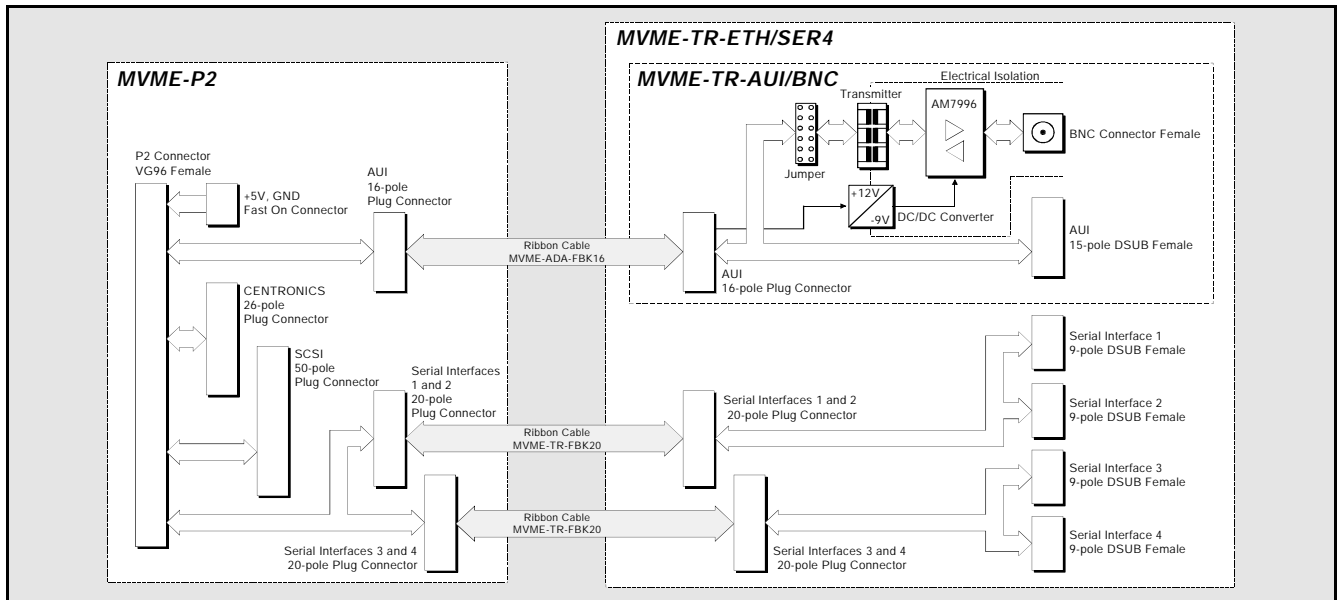 MVME-TR-ETH/SER4
MVME-P2
MVME-TR-AUI/BNC
Electrical Isolation
Transmitter
AM7996
BNC Connector Female
Jumper
P2 Connector
VG96 Female
+5V, GND
Fast On Connector
AUI
16-pole
Plug Connector
+12V
-9V
DC/DC Converter
Ribbon Cable
MVME-ADA-FBK16
AUI
16-pole Plug Connector
AUI
15-pole DSUB Female
CENTRONICS
26-pole
Plug Connector
SCSI
50-pole
Plug Connector
Serial Interfaces
1 and 2
20-pole
Plug Connector
Ribbon Cable
MVME-TR-FBK20
Serial Interfaces 1 and 2
20-pole Plug Connector
Serial Interface 1
9-pole DSUB Female
Serial Interface 2
9-pole DSUB Female
Serial Interface 3
9-pole DSUB Female
Serial Interface 4
9-pole DSUB Female
Ribbon Cable
MVME-TR-FBK20
Serial Interfaces 3 and 4
20-pole Plug Connector
Serial Interfaces 3 and 4
20-pole Plug Connector